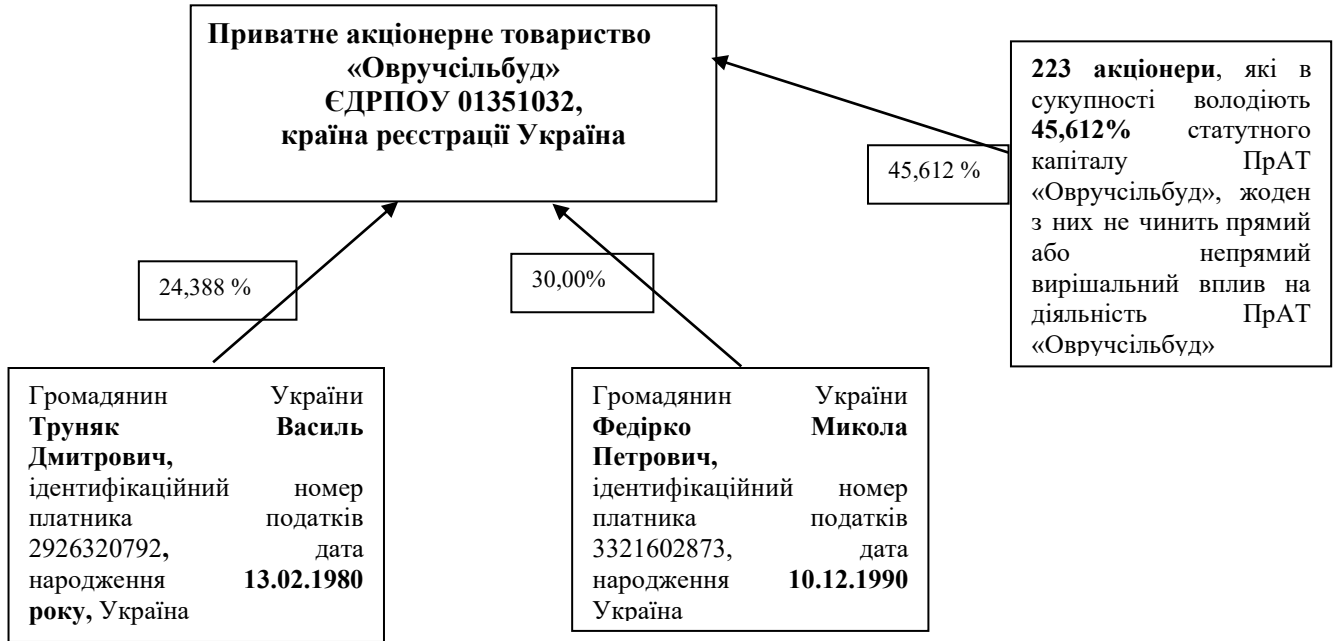 Приватне акціонерне товариство
«Овручсільбуд»
ЄДРПОУ 01351032,
країна реєстрації Україна
223 акціонери, які в
сукупності володіють
45,612% статутного
капіталу ПрАТ
«Овручсільбуд», жоден
з них не чинить прямий
або непрямий
вирішальний вплив на
діяльність ПрАТ
«Овручсільбуд»
45,612 %
24,388 %
30,00%
Громадянин України
Труняк Василь
Дмитрович,
ідентифікаційний номер
платника податків
2926320792, дата
народження 13.02.1980
року, Україна
Громадянин України
Федірко Микола
Петрович,
ідентифікаційний номер
платника податків
3321602873, дата
народження 10.12.1990
Україна